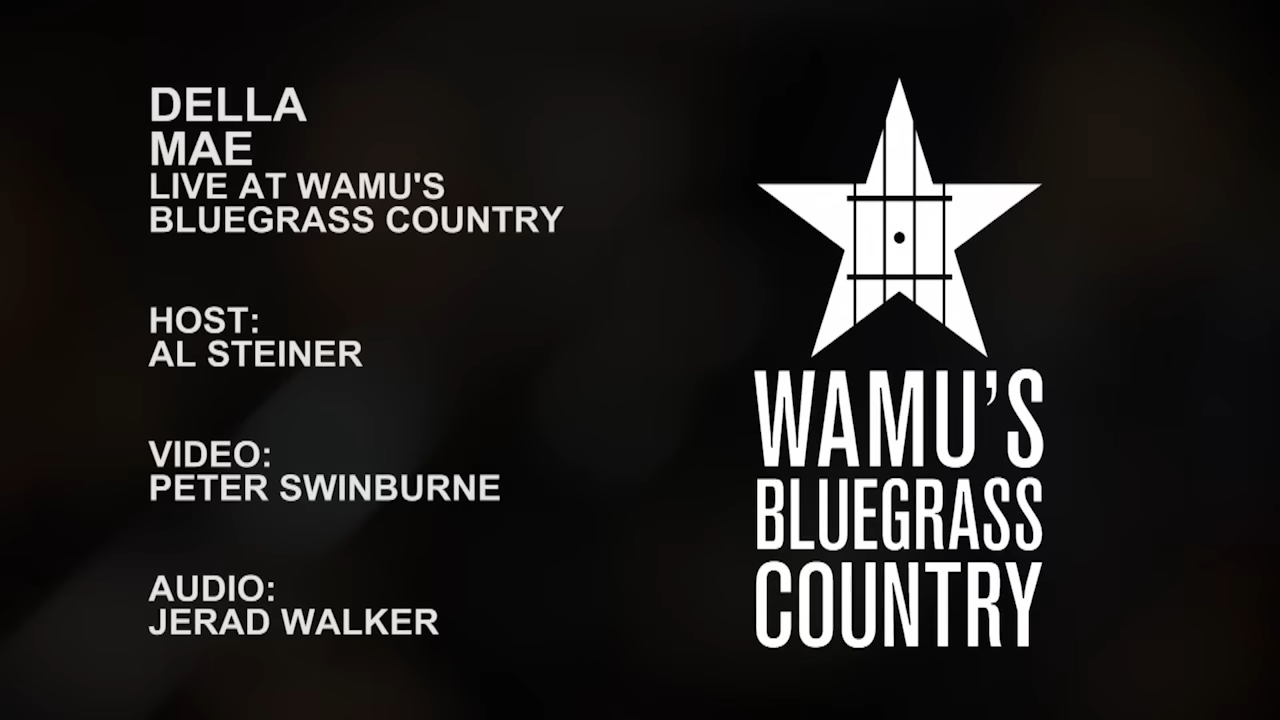 DELLA
MAE
LIVE AT WAMU'S
BLUEGRASS COUNTRY
HOST:
AL STEINER
VIDEO:
PETER SWINBURNE
AUDIO:
JERAD WALKER
WAMU'S
BLUEGRASS
COUNTRY